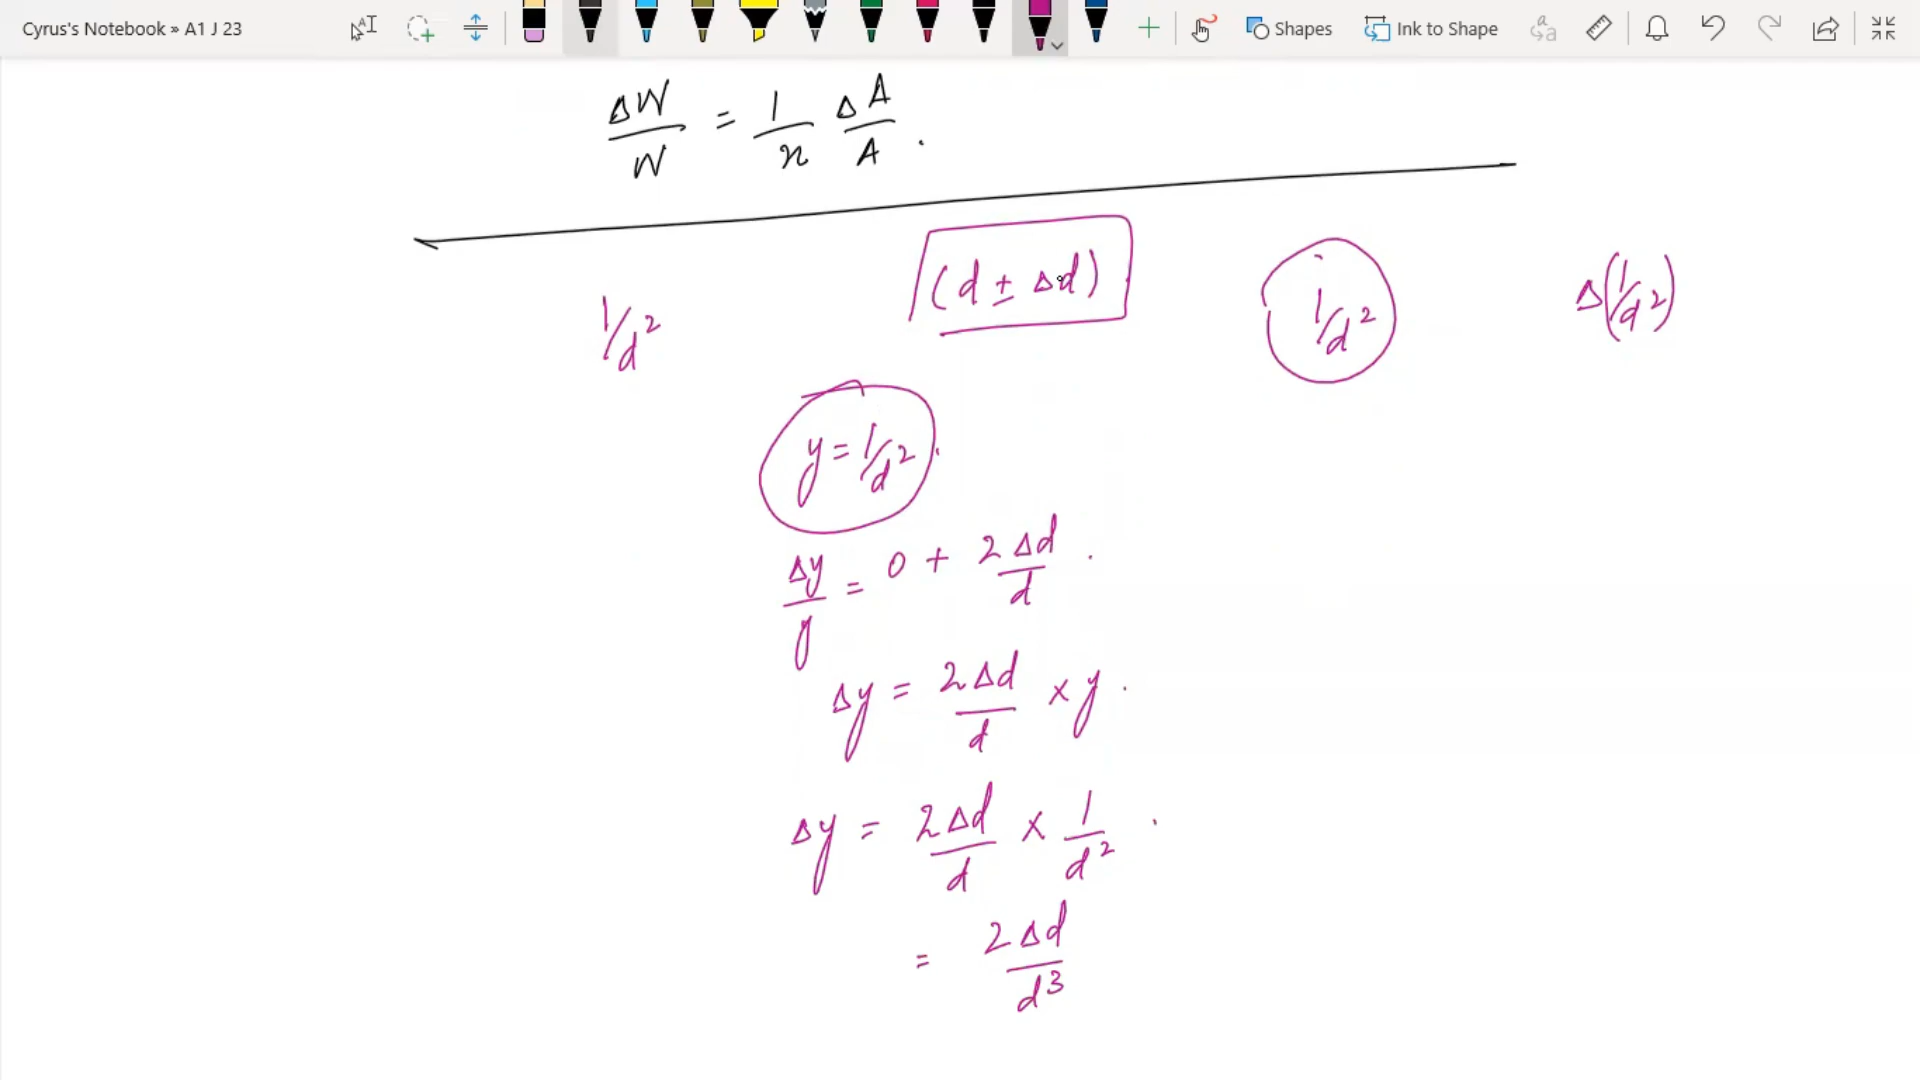 Cyrus's Notebook » A1 J 23
Shapes
Ink to Shape
ΔW/W = 1/n ΔA/A .
1/d² (d ± Δd) 1/d² Δ(1/d²)
y = 1/d² .
Δy/y = 0 + 2Δd/d .
Δy = 2Δd/d × y .
Δy = 2Δd/d × 1/d² .
= 2Δd/d³